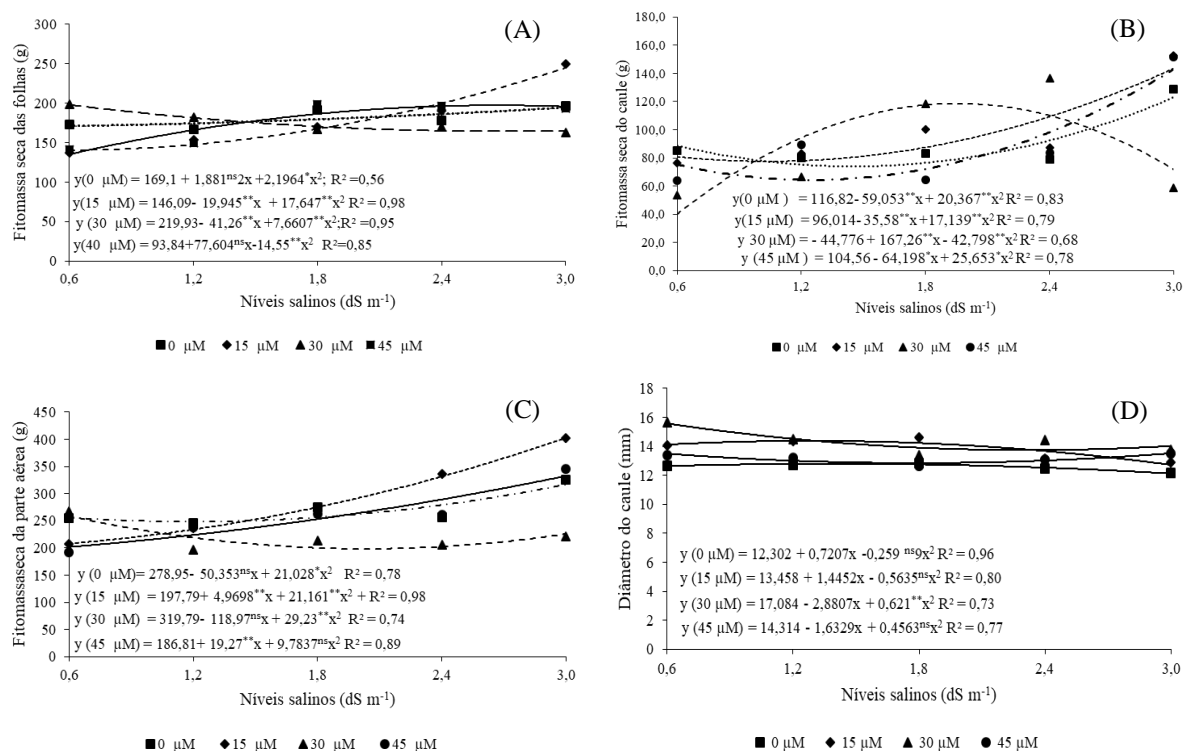 (A)
Fitomassa seca das folhas (g)
300
250
200
150
100
50
0
y(0 µM) = 169,1 + 1,881ⁿˢ2x +2,1964*x²; R²=0,56
y(15 µM)= 146,09- 19,945**x + 17,647**x² R²= 0,98
y (30 µM)= 219,93- 41,26**x +7,6607**x²;R²= 0,95
y(40 µM)= 93,84+77,604ⁿˢx-14,55**x² R²=0,85
0,6 1,2 1,8 2,4 3,0
Níveis salinos (dS m⁻¹)
0 µM 15 µM 30 µM 45 µM
(B)
Fitomassa seca do caule (g)
180,0
160,0
140,0
120,0
100,0
80,0
60,0
40,0
20,0
0,0
y(0 µM ) = 116,82- 59,053**x + 20,367**x² R² = 0,83
y(15 µM)= 96,014- 35,58**x +17,139**x² R² = 0,79
y 30 µM)= - 44,776 + 167,26**x - 42,798**x² R² = 0,68
y (45 µM ) = 104,56 - 64,198*x + 25,653*x² R² = 0,78
0,6 1,2 1,8 2,4 3,0
Níveis salinos (dS m⁻¹)
0 µM 15 µM 30 µM 45 µM
(C)
Fitomassaseca da parte aérea (g)
450
400
350
300
250
200
150
100
50
0
y (0 µM)= 278,95- 50,353ⁿˢx + 21,028*x² R² = 0,78
y (15 µM)= 197,79+ 4,9698**x + 21,161**x² + R² = 0,98
y (30 µM)= 319,79- 118,97ⁿˢx + 29,23**x² R² = 0,74
y (45 µM)= 186,81+ 19,27**x + 9,7837ⁿˢx² R² = 0,89
0,6 1,2 1,8 2,4 3,0
Níveis salinos (dS m⁻¹)
0 µM 15 µM 30 µM 45 µM
(D)
Diâmetro do caule (mm)
18
16
14
12
10
8
6
4
2
0
y (0 µM) = 12,302 + 0,7207x -0,259 ⁿˢ9x² R² = 0,96
y (15 µM) = 13,458 + 1,4452x - 0,5635ⁿˢx² R² = 0,80
y (30 µM) = 17,084 - 2,8807x + 0,621**x² R² = 0,73
y (45 µM) = 14,314 - 1,6329x + 0,4563ⁿˢx² R² = 0,77
0,6 1,2 1,8 2,4 3,0
Níveis salinos (dS m⁻¹)
0 µM 15 µM 30 µM 45 µM